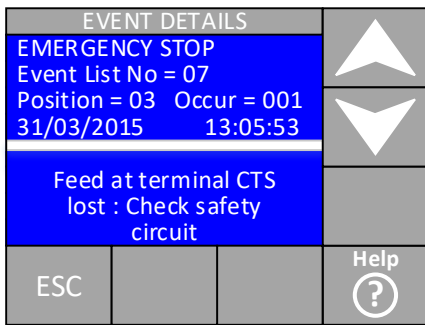 EVENT DETAILS
EMERGENCY STOP
Event List No = 07
Position = 03 Occur = 001
31/03/2015 13:05:53
Feed at terminal CTS
lost : Check safety
circuit
ESC
Help
?